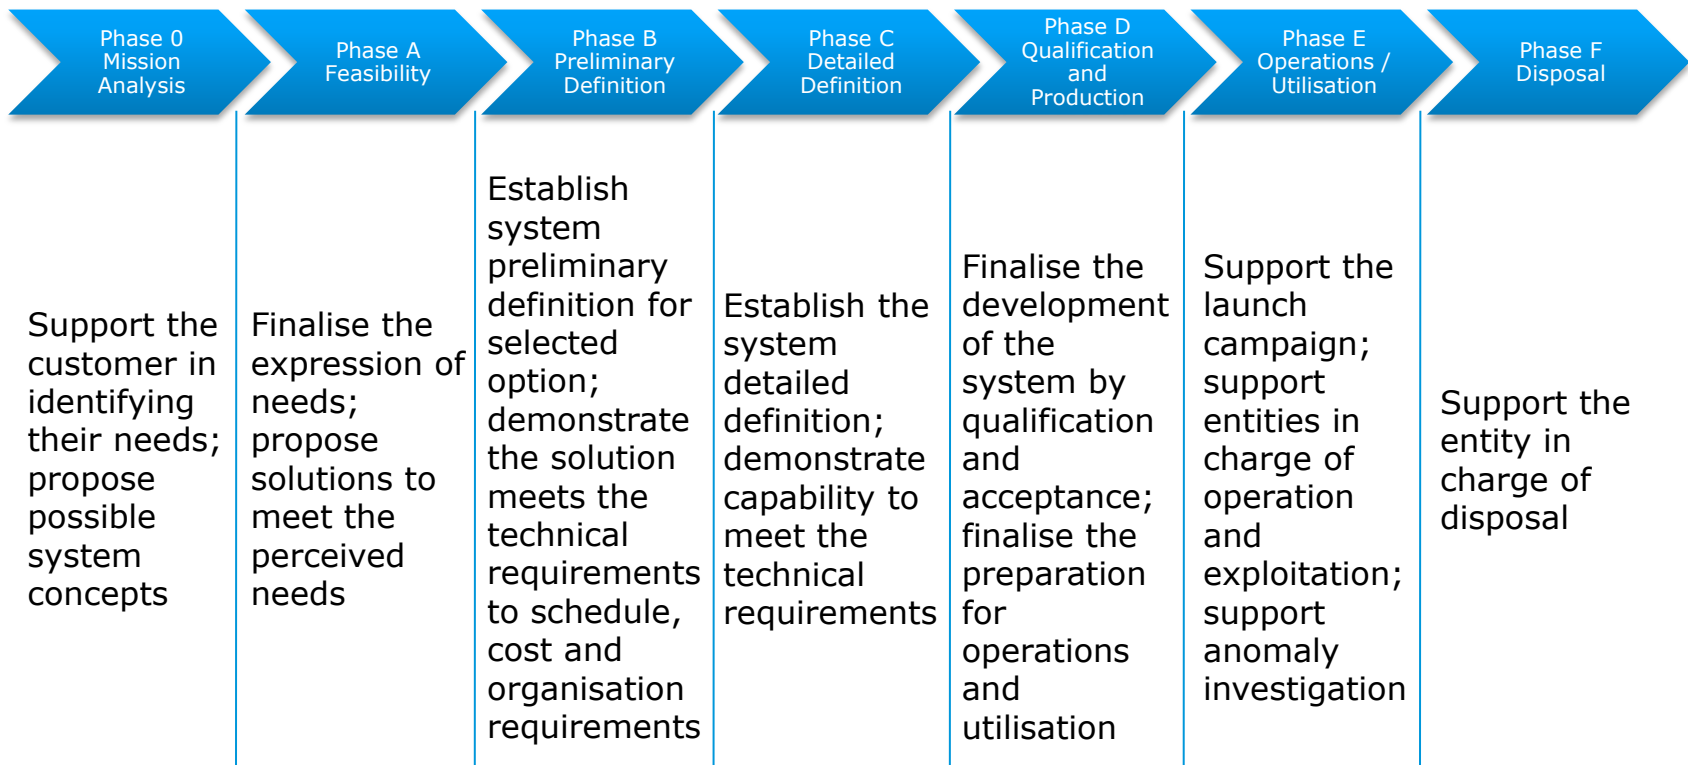 Phase 0
Mission
Analysis
Phase A
Feasibility
Phase B
Preliminary
Definition
Phase C
Detailed
Definition
Phase D
Qualification
and
Production
Phase E
Operations /
Utilisation
Phase F
Disposal
Support the
customer in
identifying
their needs;
propose
possible
system
concepts
Finalise the
expression of
needs;
propose
solutions to
meet the
perceived
needs
Establish
system
preliminary
definition for
selected
option;
demonstrate
the solution
meets the
technical
requirements
to schedule,
cost and
organisation
requirements
Establish the
system
detailed
definition;
demonstrate
capability to
meet the
technical
requirements
Finalise the
development
of the
system by
qualification
and
acceptance;
finalise the
preparation
for
operations
and
utilisation
Support the
launch
campaign;
support
entities in
charge of
operation
and
exploitation;
support
anomaly
investigation
Support the
entity in
charge of
disposal